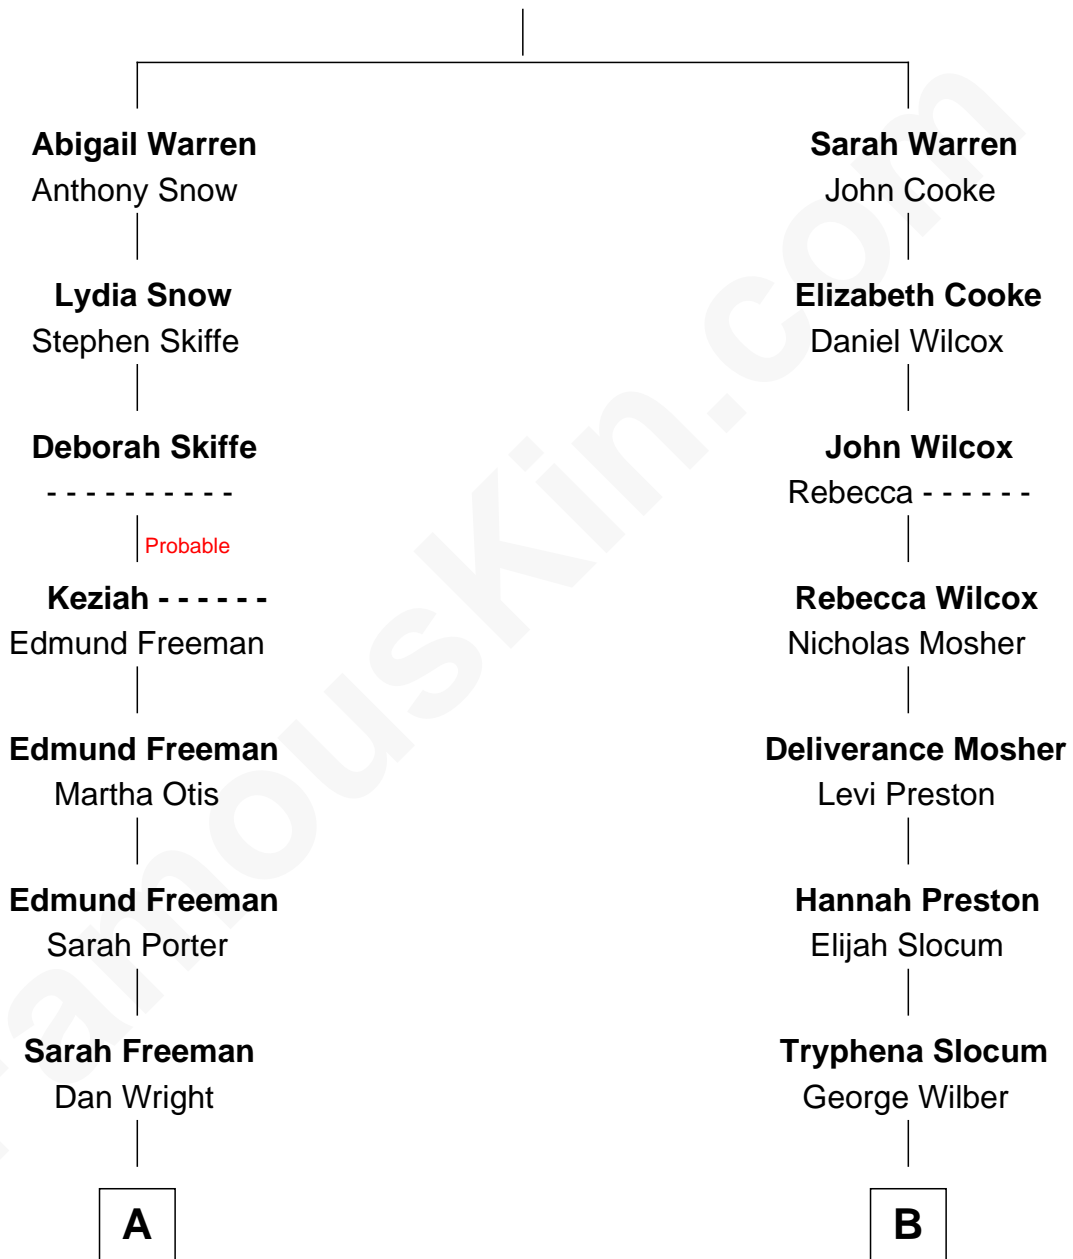 Abigail Warren
Anthony Snow
Lydia Snow
Stephen Skiffe
Deborah Skiffe
- - - - - - - - - -
Probable
Keziah - - - - - -
Edmund Freeman
Edmund Freeman
Martha Otis
Edmund Freeman
Sarah Porter
Sarah Freeman
Dan Wright
A
Sarah Warren
John Cooke
Elizabeth Cooke
Daniel Wilcox
John Wilcox
Rebecca - - - - - -
Rebecca Wilcox
Nicholas Mosher
Deliverance Mosher
Levi Preston
Hannah Preston
Elijah Slocum
Tryphena Slocum
George Wilber
B
FamousKin.com